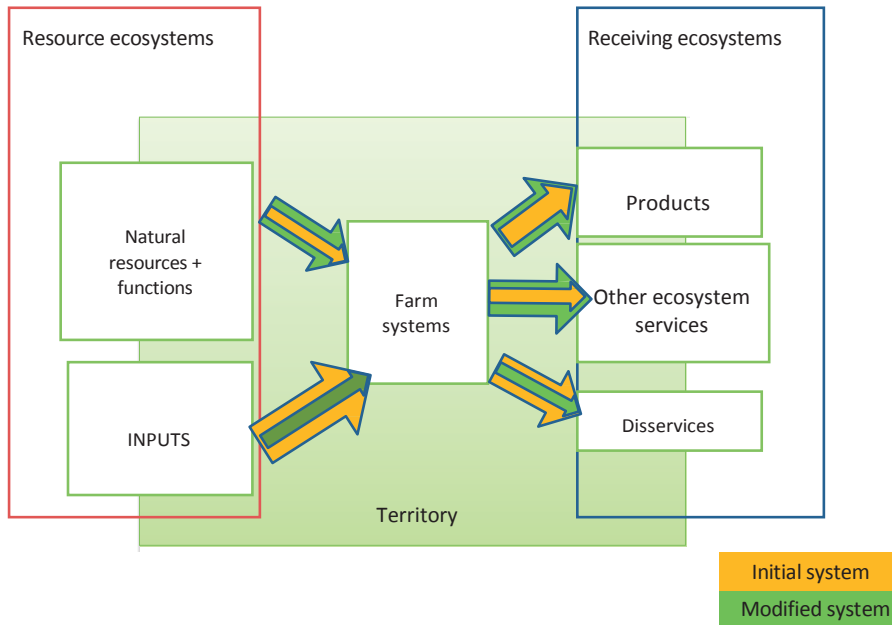 Resource ecosystems
Receiving ecosystems
Natural
resources +
functions
INPUTS
Farm
systems
Products
Other ecosystem
services
Disservices
Territory
Initial system
Modified system